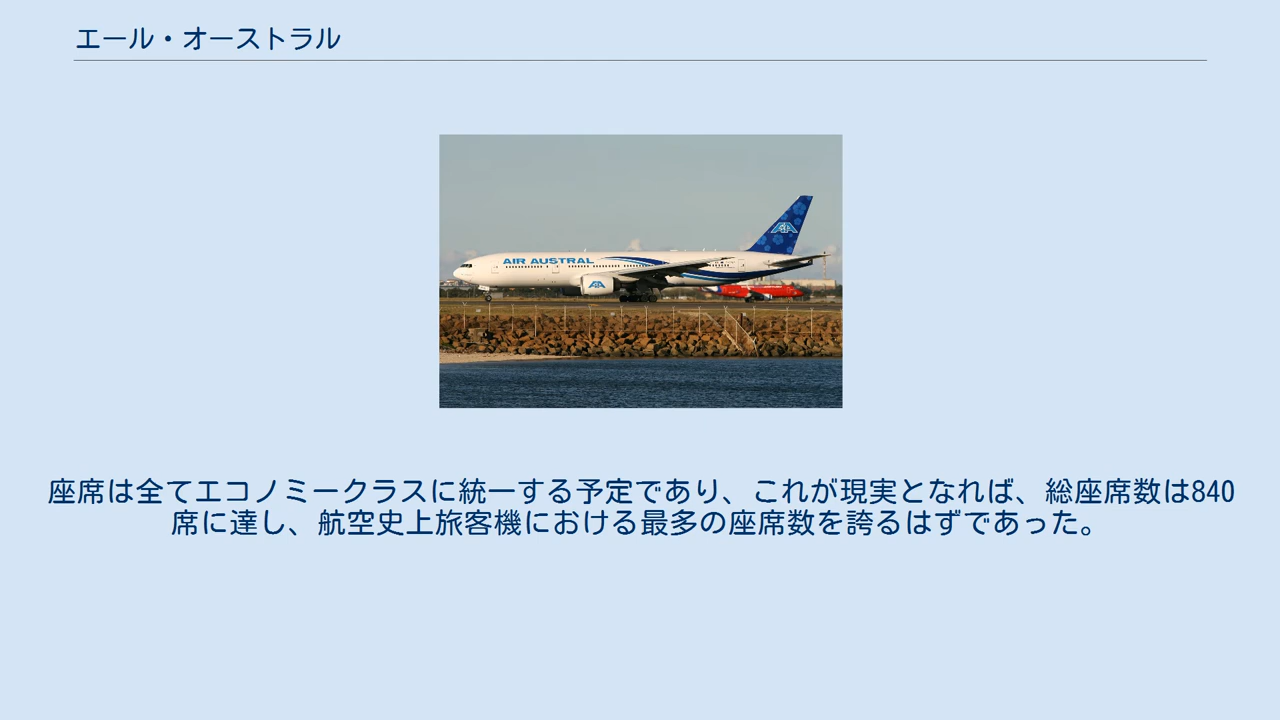 エール・オーストラル
AIR AUSTRAL
座席は全てエコノミークラスに統一する予定であり、これが現実となれば、総座席数は840
席に達し、航空史上旅客機における最多の座席数を誇るはずであった。